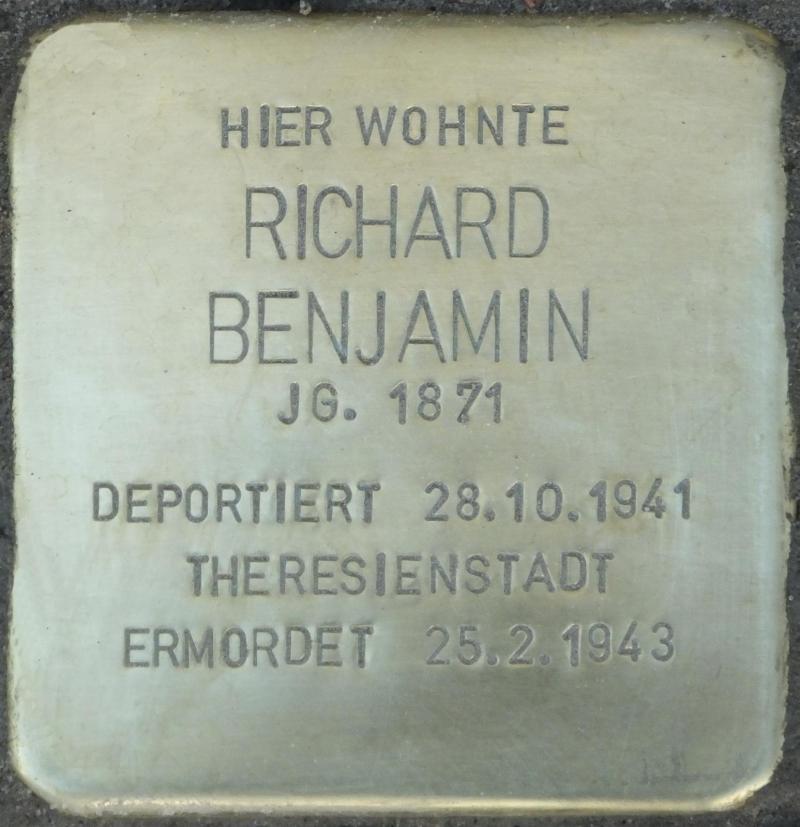 HIER WOHNTE
RICHARD
BENJAMIN
JG. 1871
DEPORTIERT 28.10.1941
THERESIENSTADT
ERMORDET 25.2.1943